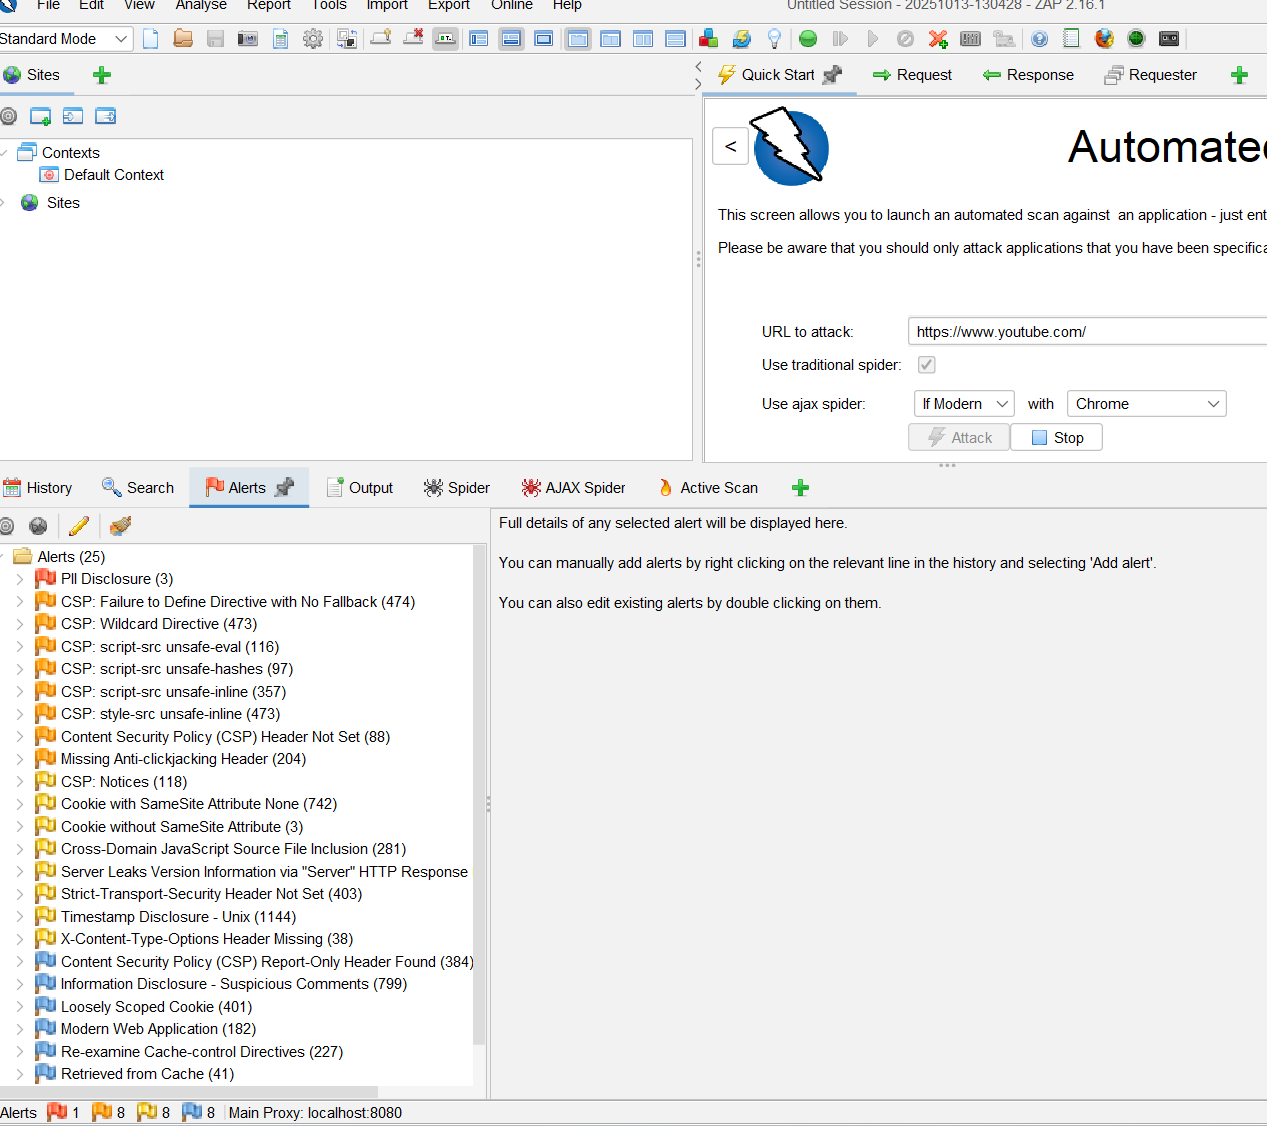 File Edit View Analyse Report Tools Import Export Online Help
Untitled Session - 20251013-130428 - ZAP 2.16.1
Standard Mode
Sites
Quick Start Request Response Requester
Contexts
Default Context
Sites
<
Automated
This screen allows you to launch an automated scan against  an application - just ent
Please be aware that you should only attack applications that you have been specifica
URL to attack: https://www.youtube.com/
Use traditional spider:
Use ajax spider: If Modern with Chrome
Attack Stop
History Search Alerts Output Spider AJAX Spider Active Scan
Alerts (25)
PII Disclosure (3)
CSP: Failure to Define Directive with No Fallback (474)
CSP: Wildcard Directive (473)
CSP: script-src unsafe-eval (116)
CSP: script-src unsafe-hashes (97)
CSP: script-src unsafe-inline (357)
CSP: style-src unsafe-inline (473)
Content Security Policy (CSP) Header Not Set (88)
Missing Anti-clickjacking Header (204)
CSP: Notices (118)
Cookie with SameSite Attribute None (742)
Cookie without SameSite Attribute (3)
Cross-Domain JavaScript Source File Inclusion (281)
Server Leaks Version Information via "Server" HTTP Response
Strict-Transport-Security Header Not Set (403)
Timestamp Disclosure - Unix (1144)
X-Content-Type-Options Header Missing (38)
Content Security Policy (CSP) Report-Only Header Found (384)
Information Disclosure - Suspicious Comments (799)
Loosely Scoped Cookie (401)
Modern Web Application (182)
Re-examine Cache-control Directives (227)
Retrieved from Cache (41)
Full details of any selected alert will be displayed here.
You can manually add alerts by right clicking on the relevant line in the history and selecting 'Add alert'.
You can also edit existing alerts by double clicking on them.
Alerts 1 8 8 8 Main Proxy: localhost:8080